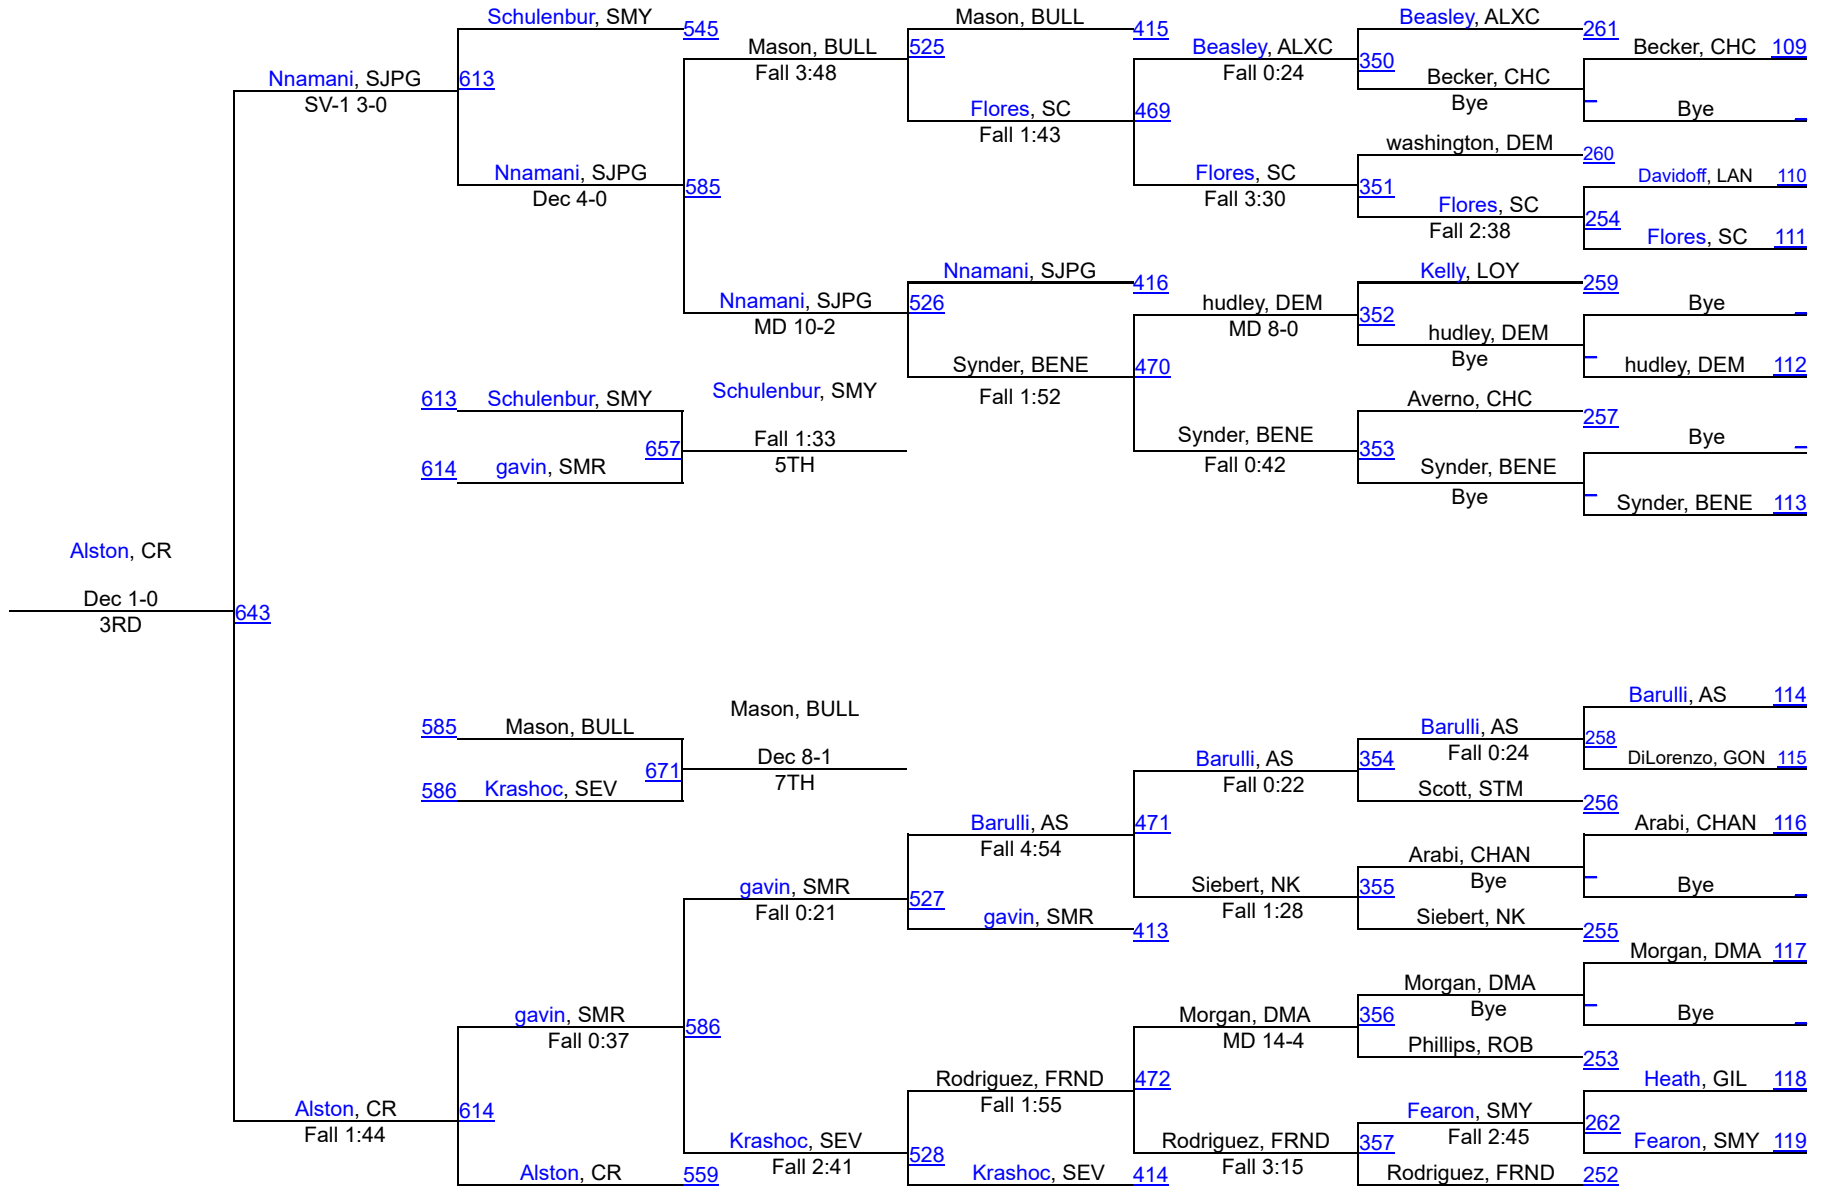 Schulenbur, SMY 545
Mason, BULL 415
Beasley, ALXC 261
Mason, BULL 525
Fall 3:48
Beasley, ALXC 350
Fall 0:24
Becker, CHC 109
Nnamani, SJPG 613
SV-1 3-0
Becker, CHC
Bye
Flores, SC 469
Fall 1:43
Bye
washington, DEM 260
Nnamani, SJPG 585
Dec 4-0
Flores, SC 351
Fall 3:30
Davidoff, LAN 110
Flores, SC 254
Fall 2:38
Flores, SC 111
Nnamani, SJPG 416
Kelly, LOY 259
Nnamani, SJPG 526
MD 10-2
hudley, DEM 352
MD 8-0
Bye
hudley, DEM
Bye
Synder, BENE 470
Fall 1:52
hudley, DEM 112
613 Schulenbur, SMY
Schulenbur, SMY
Averno, CHC 257
657 Fall 1:33
5TH
Synder, BENE 353
Fall 0:42
Bye
614 gavin, SMR
Synder, BENE
Bye
Synder, BENE 113
Alston, CR
Dec 1-0 643
3RD
Barulli, AS 114
585 Mason, BULL
Mason, BULL
Barulli, AS 258
Fall 0:24
671 Dec 8-1
7TH
Barulli, AS 354
Fall 0:22
DiLorenzo, GON 115
586 Krashoc, SEV
Scott, STM 256
Barulli, AS 471
Fall 4:54
Arabi, CHAN 116
Arabi, CHAN
Bye
gavin, SMR 527
Fall 0:21
Siebert, NK 355
Fall 1:28
Bye
gavin, SMR 413
Siebert, NK 255
Morgan, DMA 117
Morgan, DMA
Bye
gavin, SMR 586
Fall 0:37
Morgan, DMA 356
MD 14-4
Bye
Phillips, ROB 253
Rodriguez, FRND 472
Fall 1:55
Heath, GIL 118
Alston, CR 614
Fall 1:44
Fearon, SMY 262
Fall 2:45
Krashoc, SEV 528
Fall 2:41
Rodriguez, FRND 357
Fall 3:15
Fearon, SMY 119
Alston, CR 559
Krashoc, SEV 414
Rodriguez, FRND 252